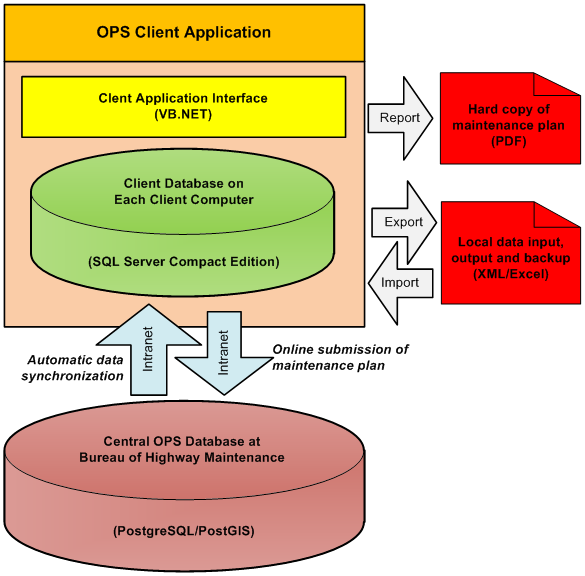 OPS Client Application
Clent Application Interface
(VB.NET)
Report
Hard copy of
maintenance plan
(PDF)
Client Database on
Each Client Computer
(SQL Server Compact Edition)
Export
Import
Local data input,
output and backup
(XML/Excel)
Automatic data
synchronization
Intranet
Intranet
Online submission of
maintenance plan
Central OPS Database at
Bureau of Highway Maintenance
(PostgreSQL/PostGIS)